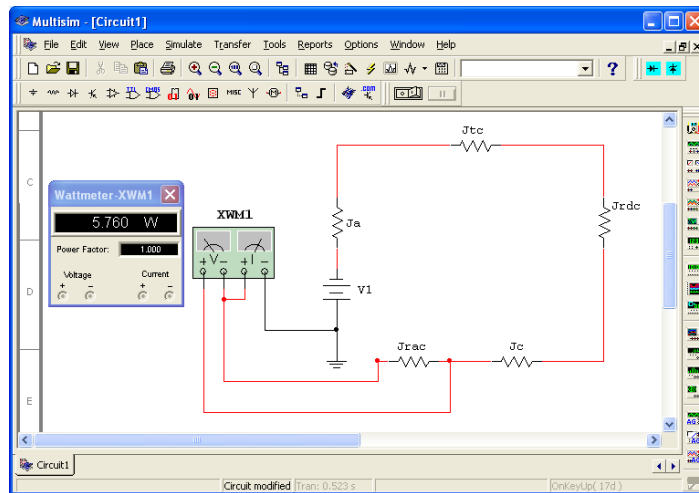 Multisim - [Circuit1]
File Edit View Place Simulate Transfer Tools Reports Options Window Help
MISC
.com
C
D
E
Wattmeter-XWM1
5.760 W
Power Factor: 1.000
Voltage Current
+ - + -
XWM1
+ V - + I -
Jtc
Ja
Jrdc
V1
Jrac
Jc
Circuit1
Circuit modified Tran: 0.523 s OnKeyUp( 17d )